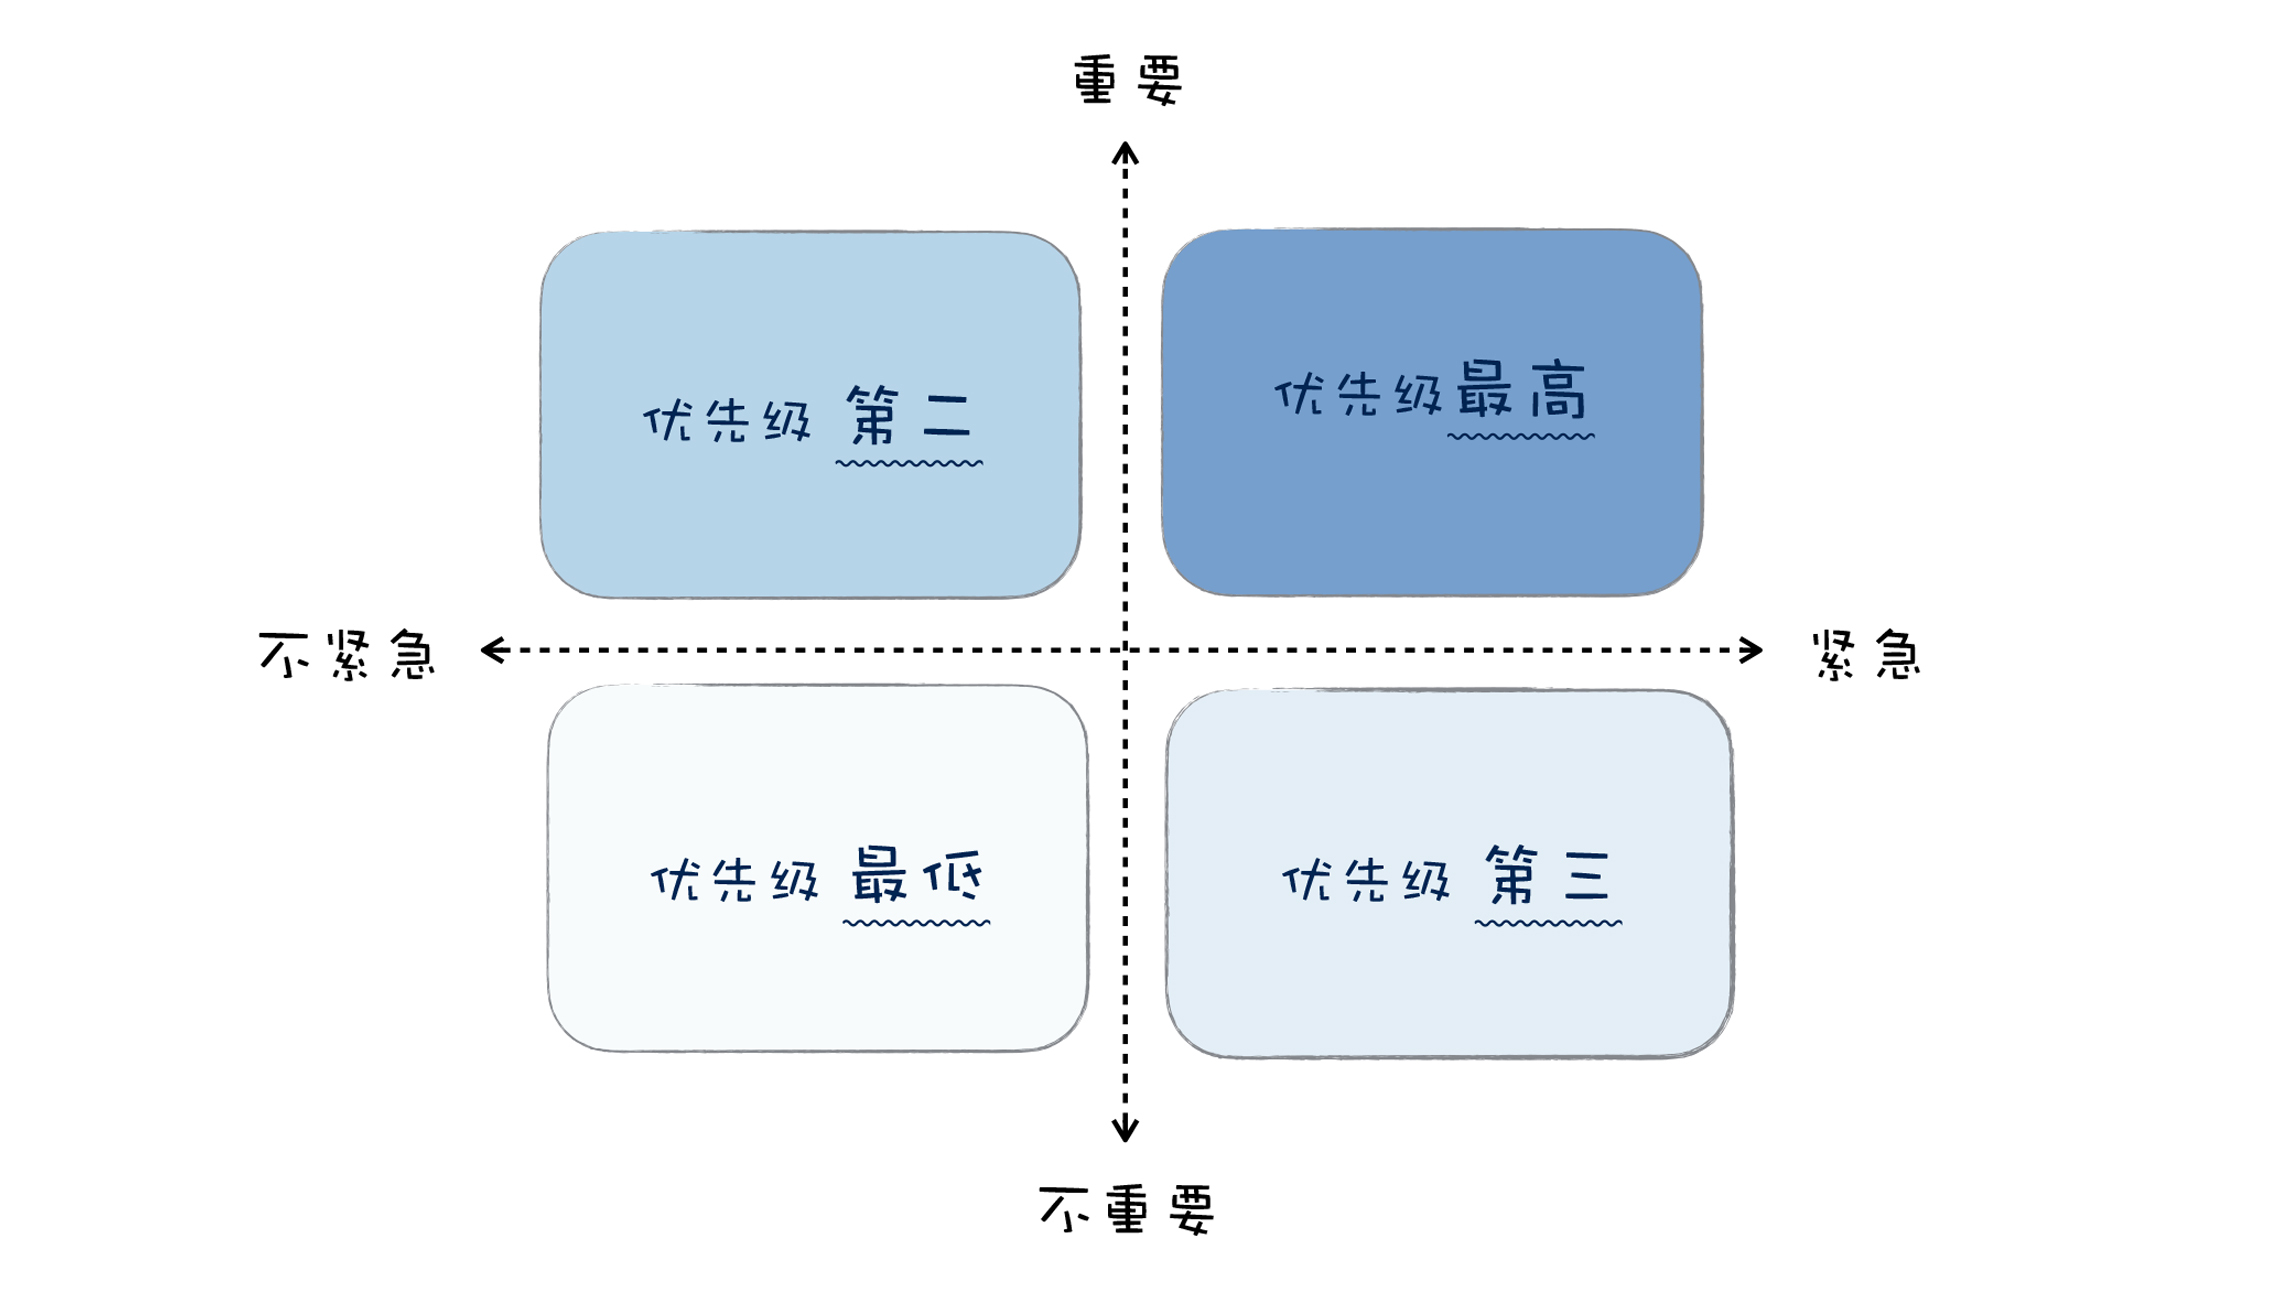 重要
优先级 第二
优先级最高
不紧急
紧急
优先级 最低
优先级 第三
不重要